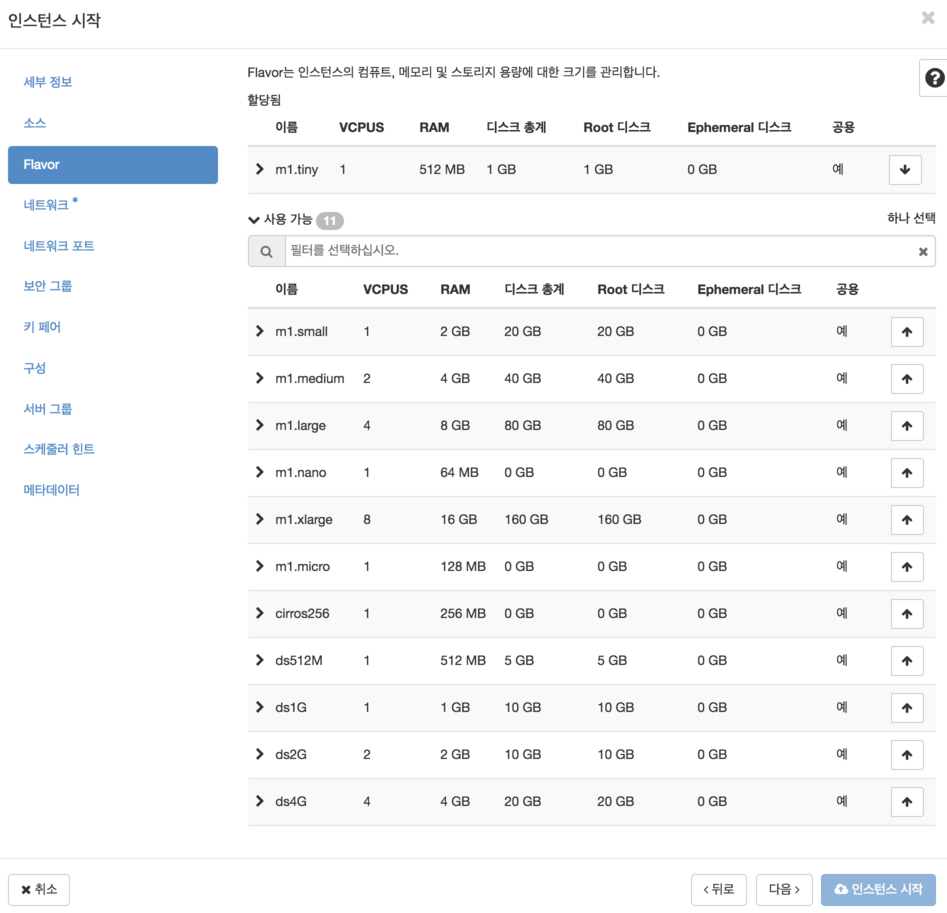 인스턴스 시작
세부 정보
소스
Flavor
네트워크 *
네트워크 포트
보안 그룹
키 페어
구성
서버 그룹
스케줄러 힌트
메타데이터
Flavor는 인스턴스의 컴퓨트, 메모리 및 스토리지 용량에 대한 크기를 관리합니다.
할당됨
이름 VCPUS RAM 디스크 총계 Root 디스크 Ephemeral 디스크 공용
m1.tiny 1 512 MB 1 GB 1 GB 0 GB 예
사용 가능 11 하나 선택
필터를 선택하십시오.
이름 VCPUS RAM 디스크 총계 Root 디스크 Ephemeral 디스크 공용
m1.small 1 2 GB 20 GB 20 GB 0 GB 예
m1.medium 2 4 GB 40 GB 40 GB 0 GB 예
m1.large 4 8 GB 80 GB 80 GB 0 GB 예
m1.nano 1 64 MB 0 GB 0 GB 0 GB 예
m1.xlarge 8 16 GB 160 GB 160 GB 0 GB 예
m1.micro 1 128 MB 0 GB 0 GB 0 GB 예
cirros256 1 256 MB 0 GB 0 GB 0 GB 예
ds512M 1 512 MB 5 GB 5 GB 0 GB 예
ds1G 1 1 GB 10 GB 10 GB 0 GB 예
ds2G 2 2 GB 10 GB 10 GB 0 GB 예
ds4G 4 4 GB 20 GB 20 GB 0 GB 예
취소 ‹ 뒤로 다음 › 인스턴스 시작